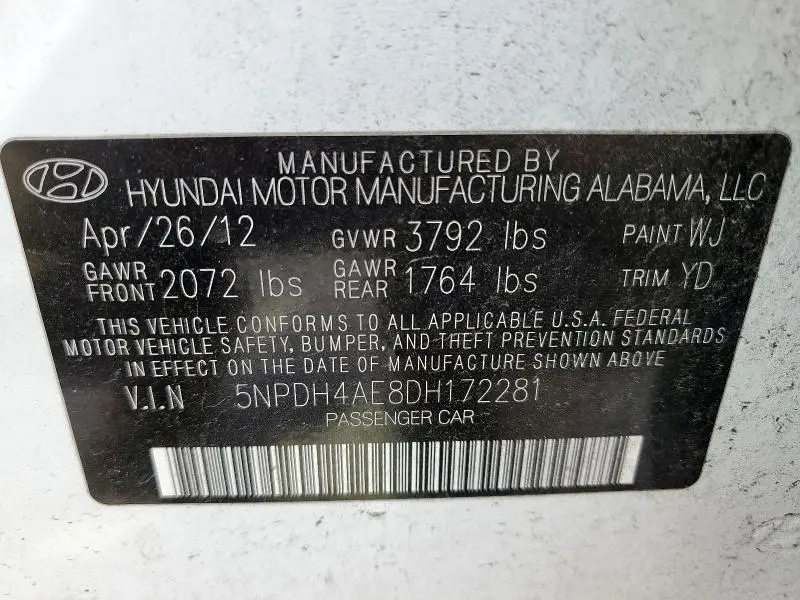 MANUFACTURED BY
HYUNDAI MOTOR MANUFACTURING ALABAMA, LLC
Apr/26/12 GVWR 3792 lbs PAINT WJ
GAWR FRONT 2072 lbs GAWR REAR 1764 lbs TRIM YD
THIS VEHICLE CONFORMS TO ALL APPLICABLE U.S.A. FEDERAL
MOTOR VEHICLE SAFETY, BUMPER, AND THEFT PREVENTION STANDARDS
IN EFFECT ON THE DATE OF MANUFACTURE SHOWN ABOVE
V.I.N 5NPDH4AE8DH172281
PASSENGER CAR